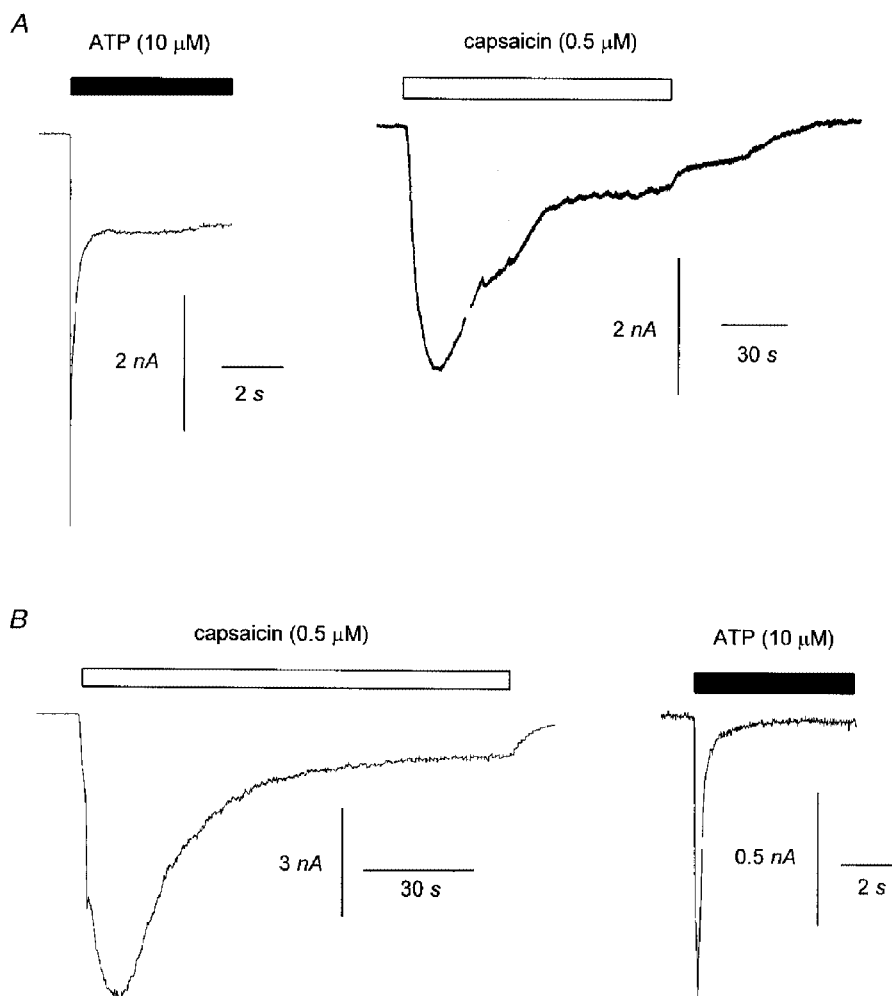 A
ATP (10 µM)
capsaicin (0.5 µM)
2 nA
2 s
2 nA
30 s
B
capsaicin (0.5 µM)
ATP (10 µM)
3 nA
30 s
0.5 nA
2 s